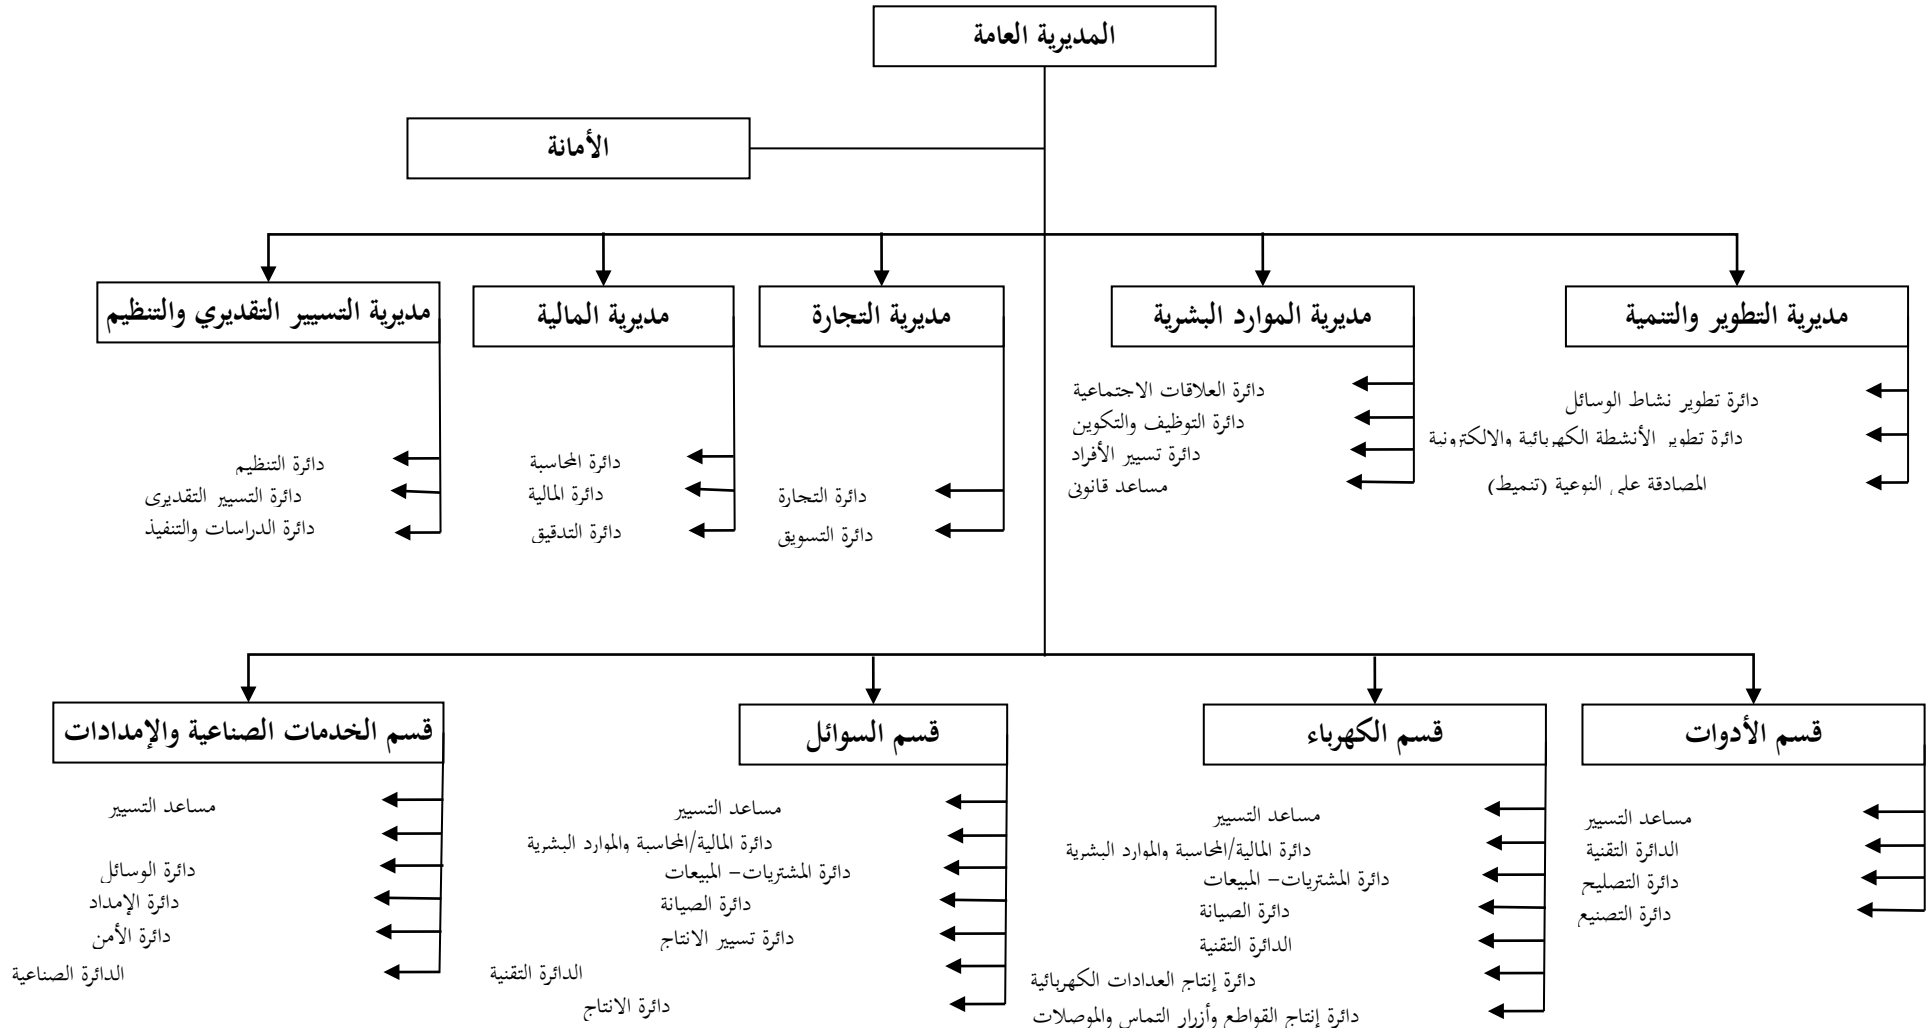 المديرية العامة
الأمانة
مديرية التطوير والتنمية
مديرية الموارد البشرية
مديرية التجارة
مديرية المالية
مديرية التسيير التقديري والتنظيم
دائرة تطوير نشاط الوسائل
دائرة تطوير الأنشطة الكهربائية والالكترونية
المصادقة على النوعية (تنميط)
دائرة العلاقات الاجتماعية
دائرة التوظيف والتكوين
دائرة تسيير الأفراد
مساعد قانوني
دائرة التجارة
دائرة التسويق
دائرة المحاسبة
دائرة المالية
دائرة التدقيق
دائرة التنظيم
دائرة التسيير التقديري
دائرة الدراسات والتنفيذ
قسم الأدوات
قسم الكهرباء
قسم السوائل
قسم الخدمات الصناعية والإمدادات
مساعد التسيير
الدائرة التقنية
دائرة التصليح
دائرة التصنيع
مساعد التسيير
دائرة المالية/المحاسبة والموارد البشرية
دائرة المشتريات– المبيعات
دائرة الصيانة
الدائرة التقنية
دائرة إنتاج العدادات الكهربائية
دائرة إنتاج القواطع وأزرار التماس والموصلات
مساعد التسيير
دائرة المالية/المحاسبة والموارد البشرية
دائرة المشتريات– المبيعات
دائرة الصيانة
دائرة تسيير الانتاج
الدائرة التقنية
دائرة الانتاج
مساعد التسيير
دائرة الوسائل
دائرة الإمداد
دائرة الأمن
الدائرة الصناعية